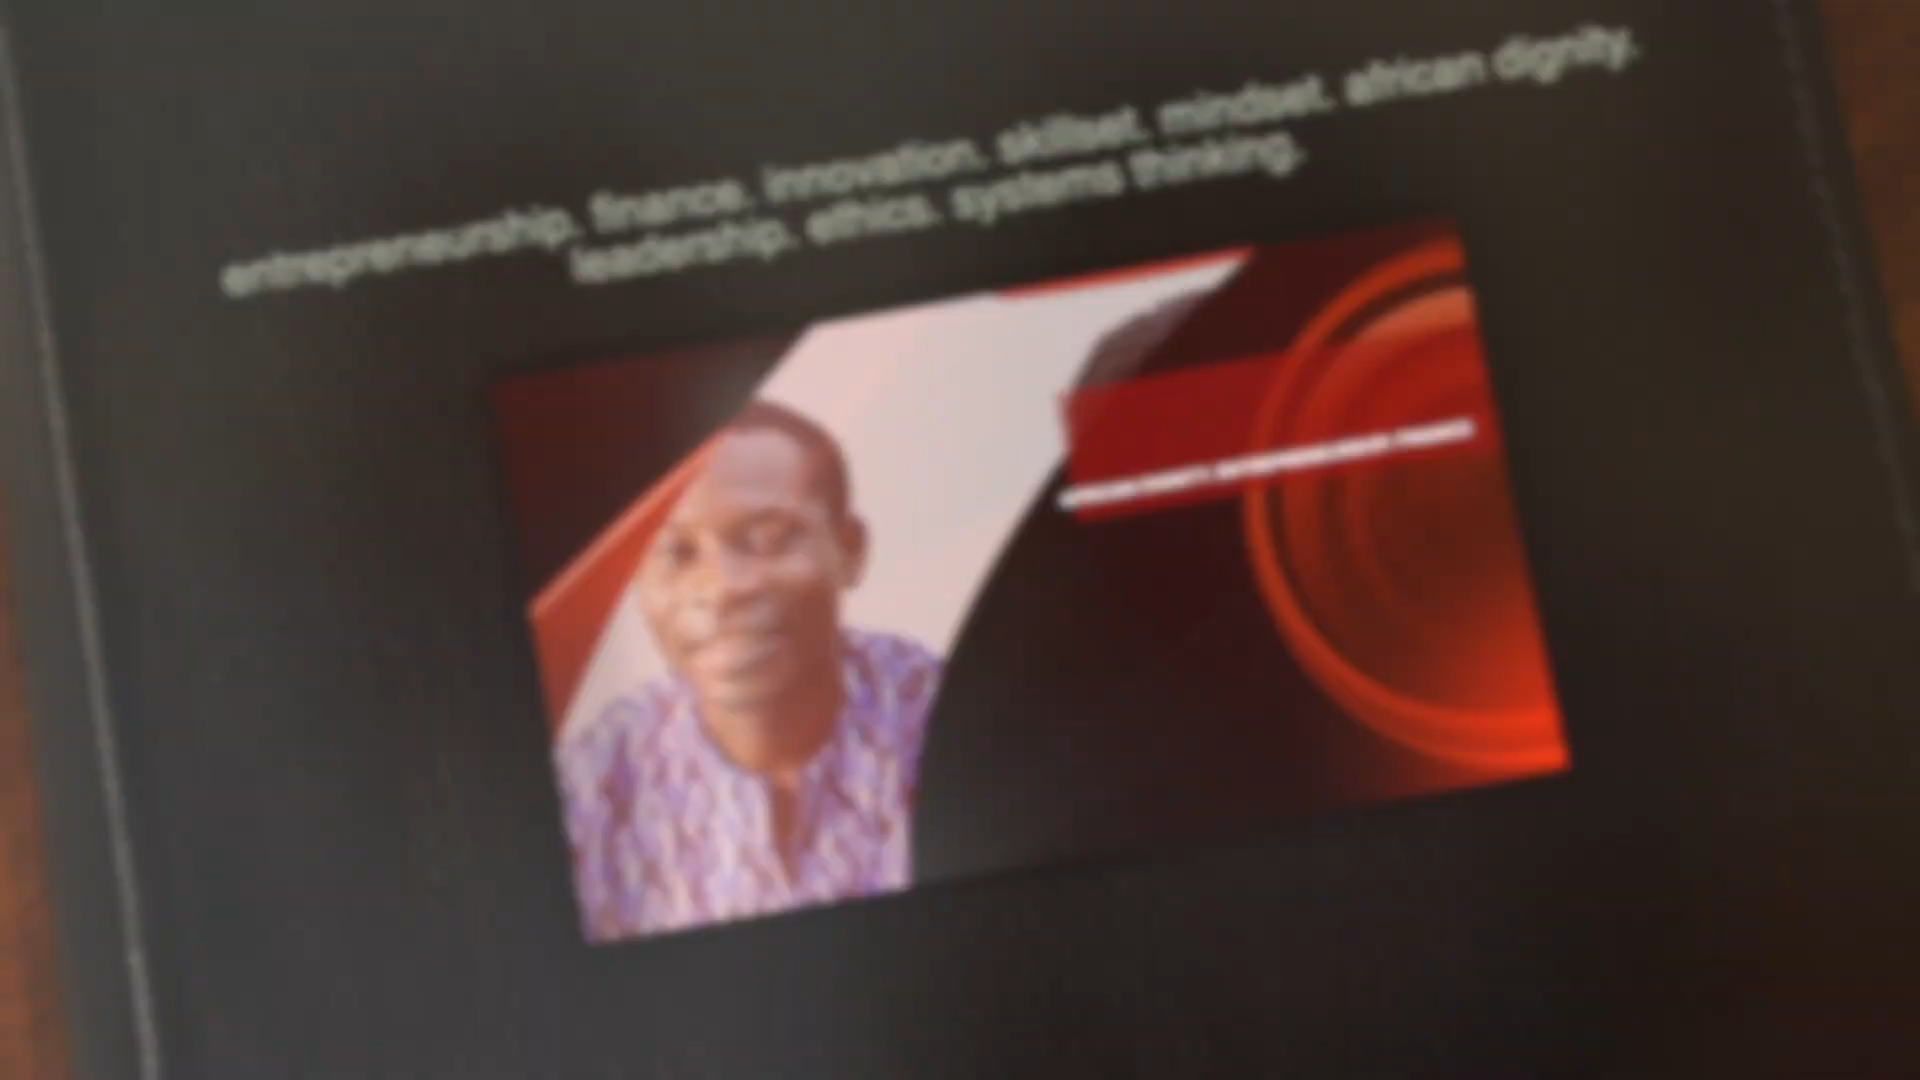 entrepreneurship. finance. innovation. skillset. mindset. african dignity.
leadership. ethics. systems thinking.